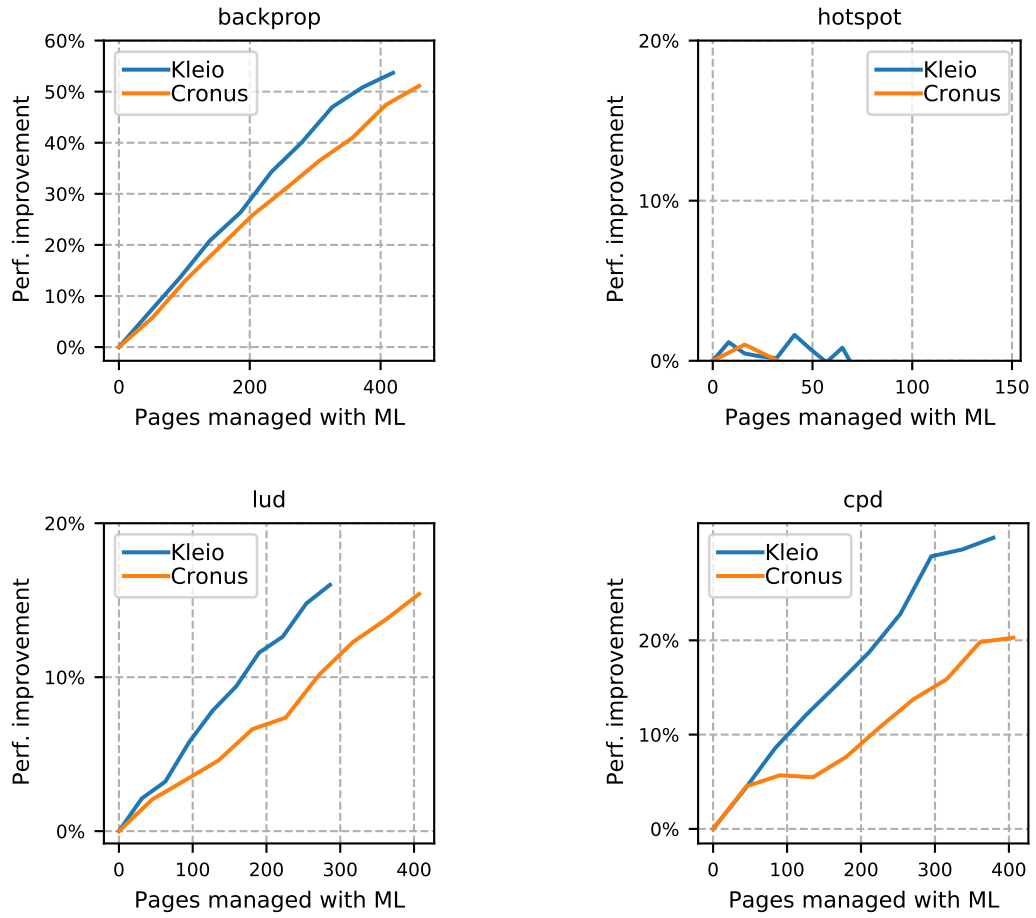 backprop
60%
50%
40%
30%
20%
10%
0%
Perf. improvement
Kleio
Cronus
0 200 400
Pages managed with ML
hotspot
20%
10%
0%
Perf. improvement
Kleio
Cronus
0 50 100 150
Pages managed with ML
lud
20%
10%
0%
Perf. improvement
Kleio
Cronus
0 100 200 300 400
Pages managed with ML
cpd
20%
10%
0%
Perf. improvement
Kleio
Cronus
0 100 200 300 400
Pages managed with ML